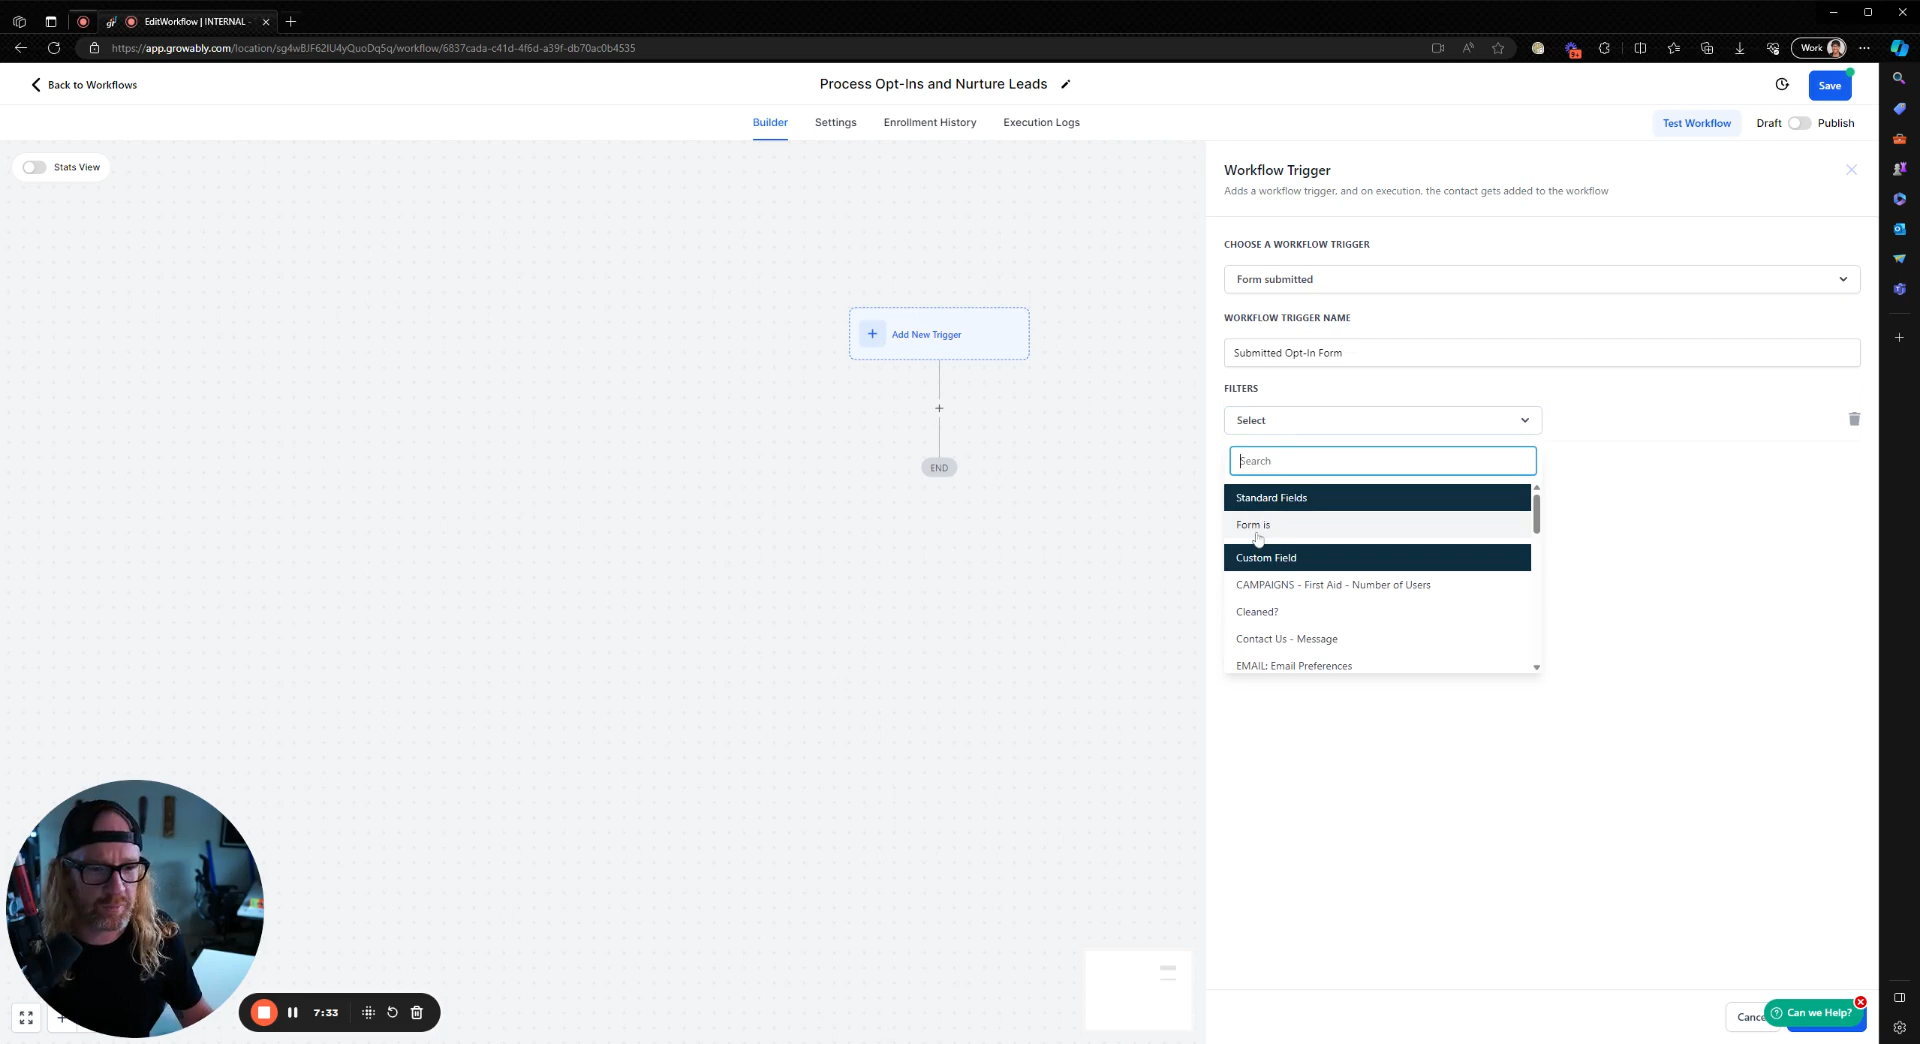 EditWorkflow | INTERNAL -
https://app.growably.com/location/sg4wBJF62IU4yQuoDq5q/workflow/6837cada-c41d-4f6d-a39f-db70ac0b4535
9+
Work
Back to Workflows
Process Opt-Ins and Nurture Leads
Save
Builder
Settings
Enrollment History
Execution Logs
Test Workflow
Draft
Publish
Stats View
Workflow Trigger
Adds a workflow trigger, and on execution, the contact gets added to the workflow
CHOOSE A WORKFLOW TRIGGER
Form submitted
WORKFLOW TRIGGER NAME
Submitted Opt-In Form
FILTERS
Select
Search
Standard Fields
Form is
Custom Field
CAMPAIGNS - First Aid - Number of Users
Cleaned?
Contact Us - Message
EMAIL: Email Preferences
Add New Trigger
END
7:33
Cance
Can we Help?